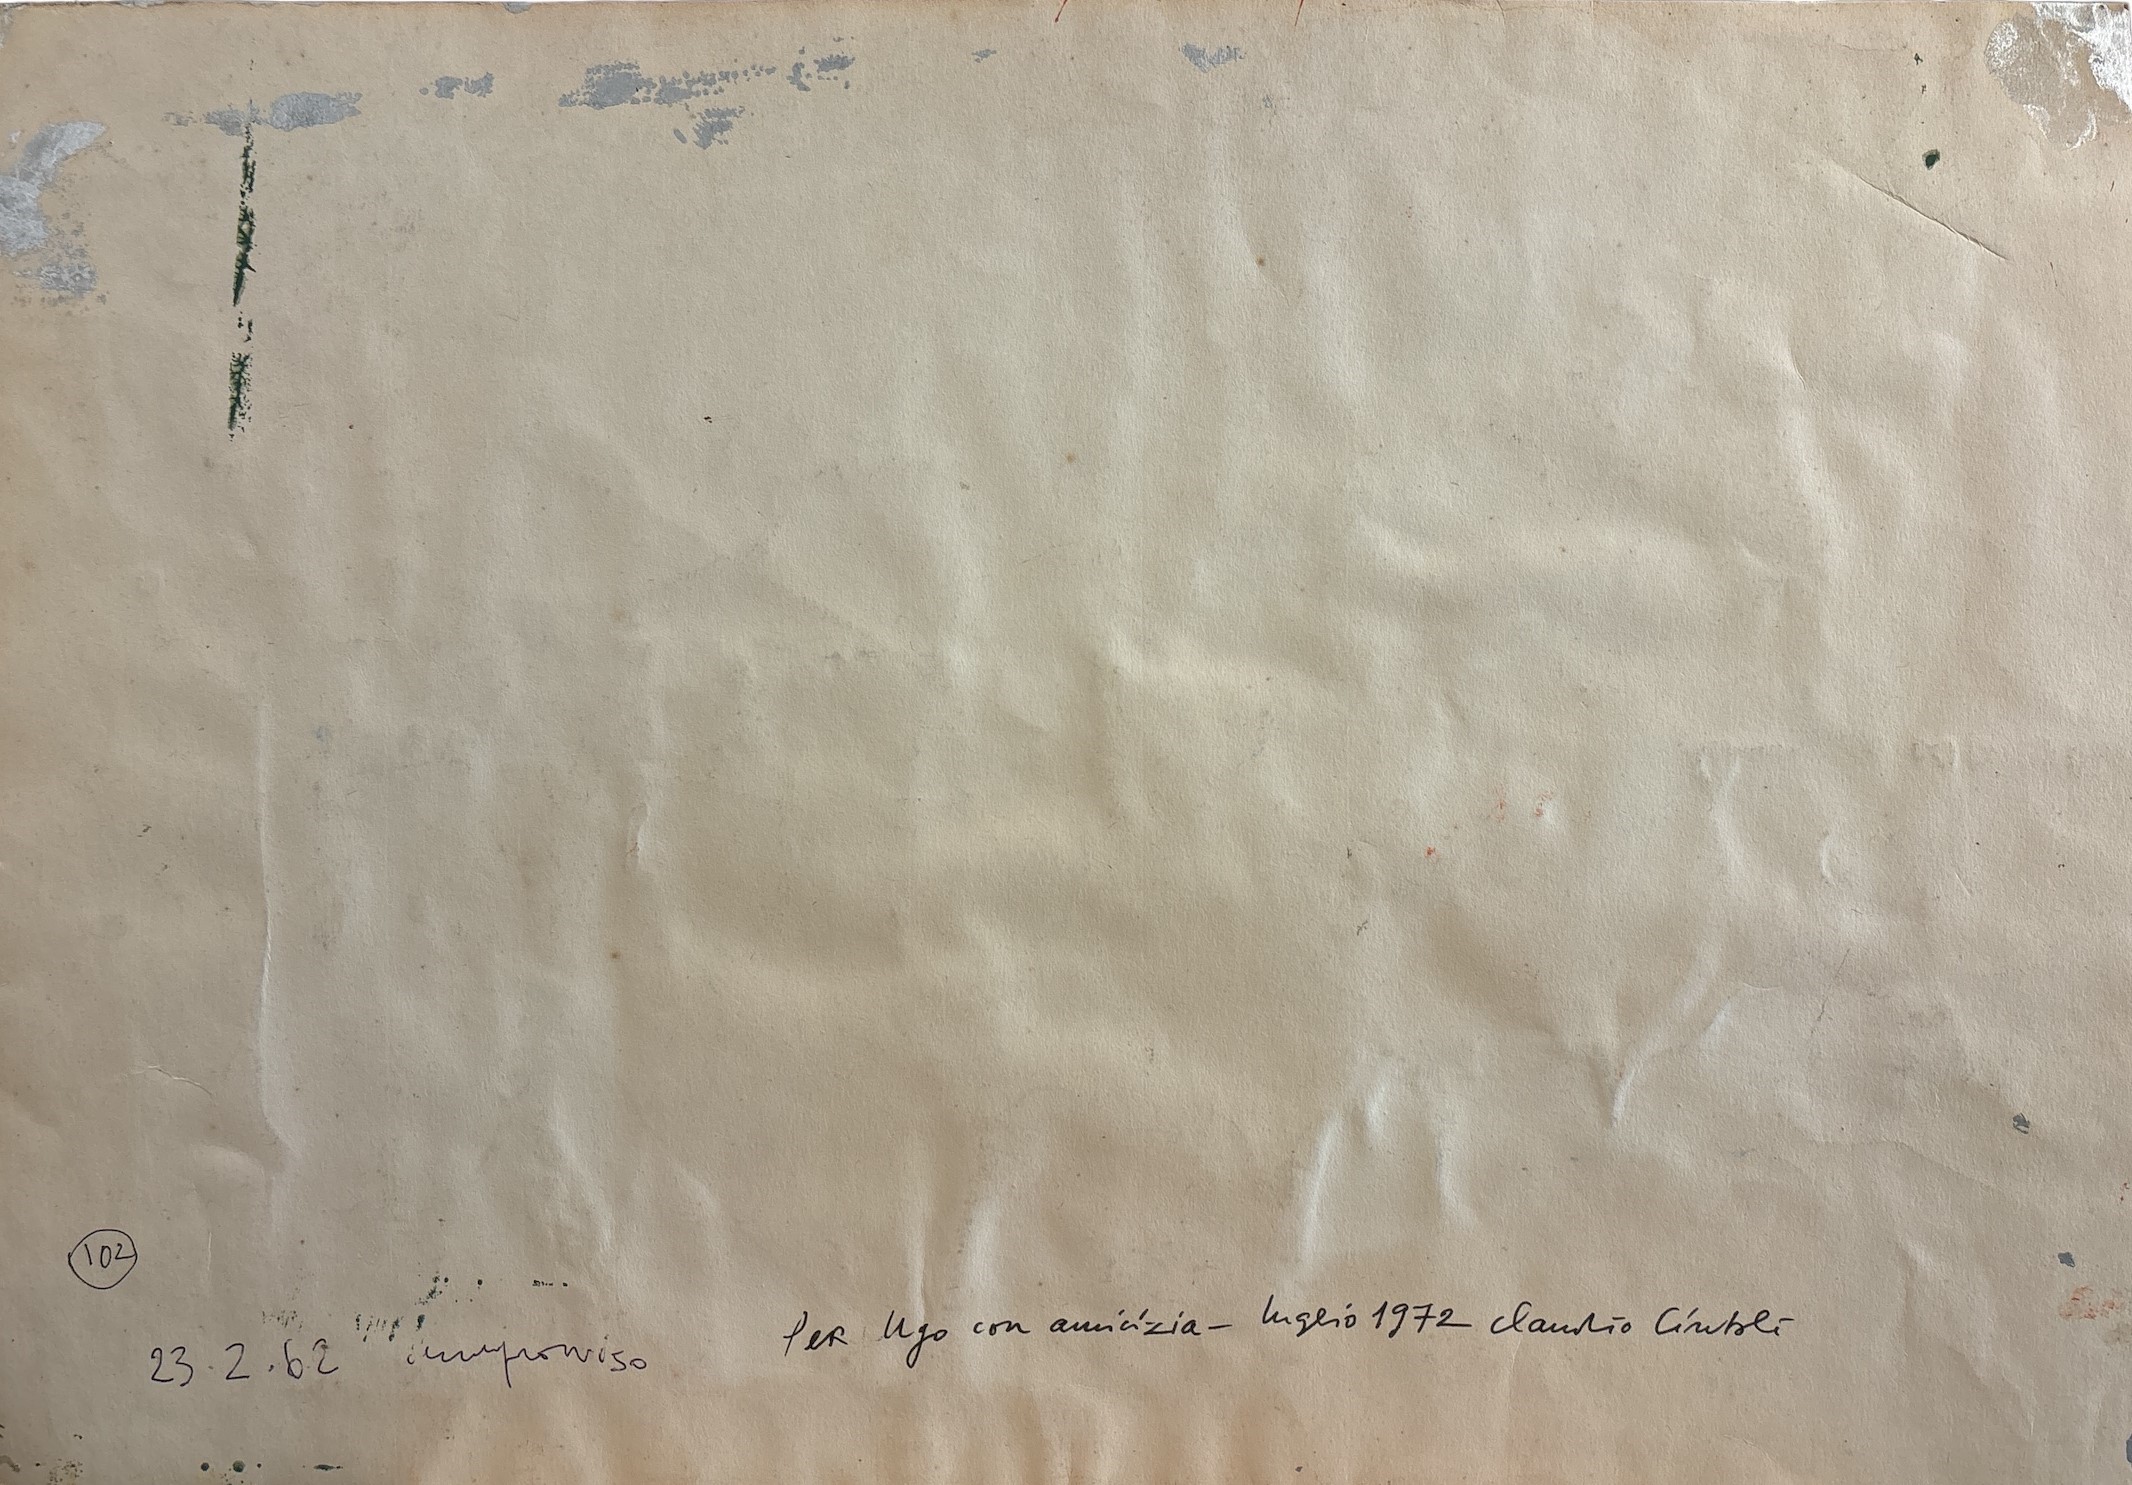 102
23.2.62 improvviso
Per Ugo con amicizia – luglio 1972 Claudio Cintoli